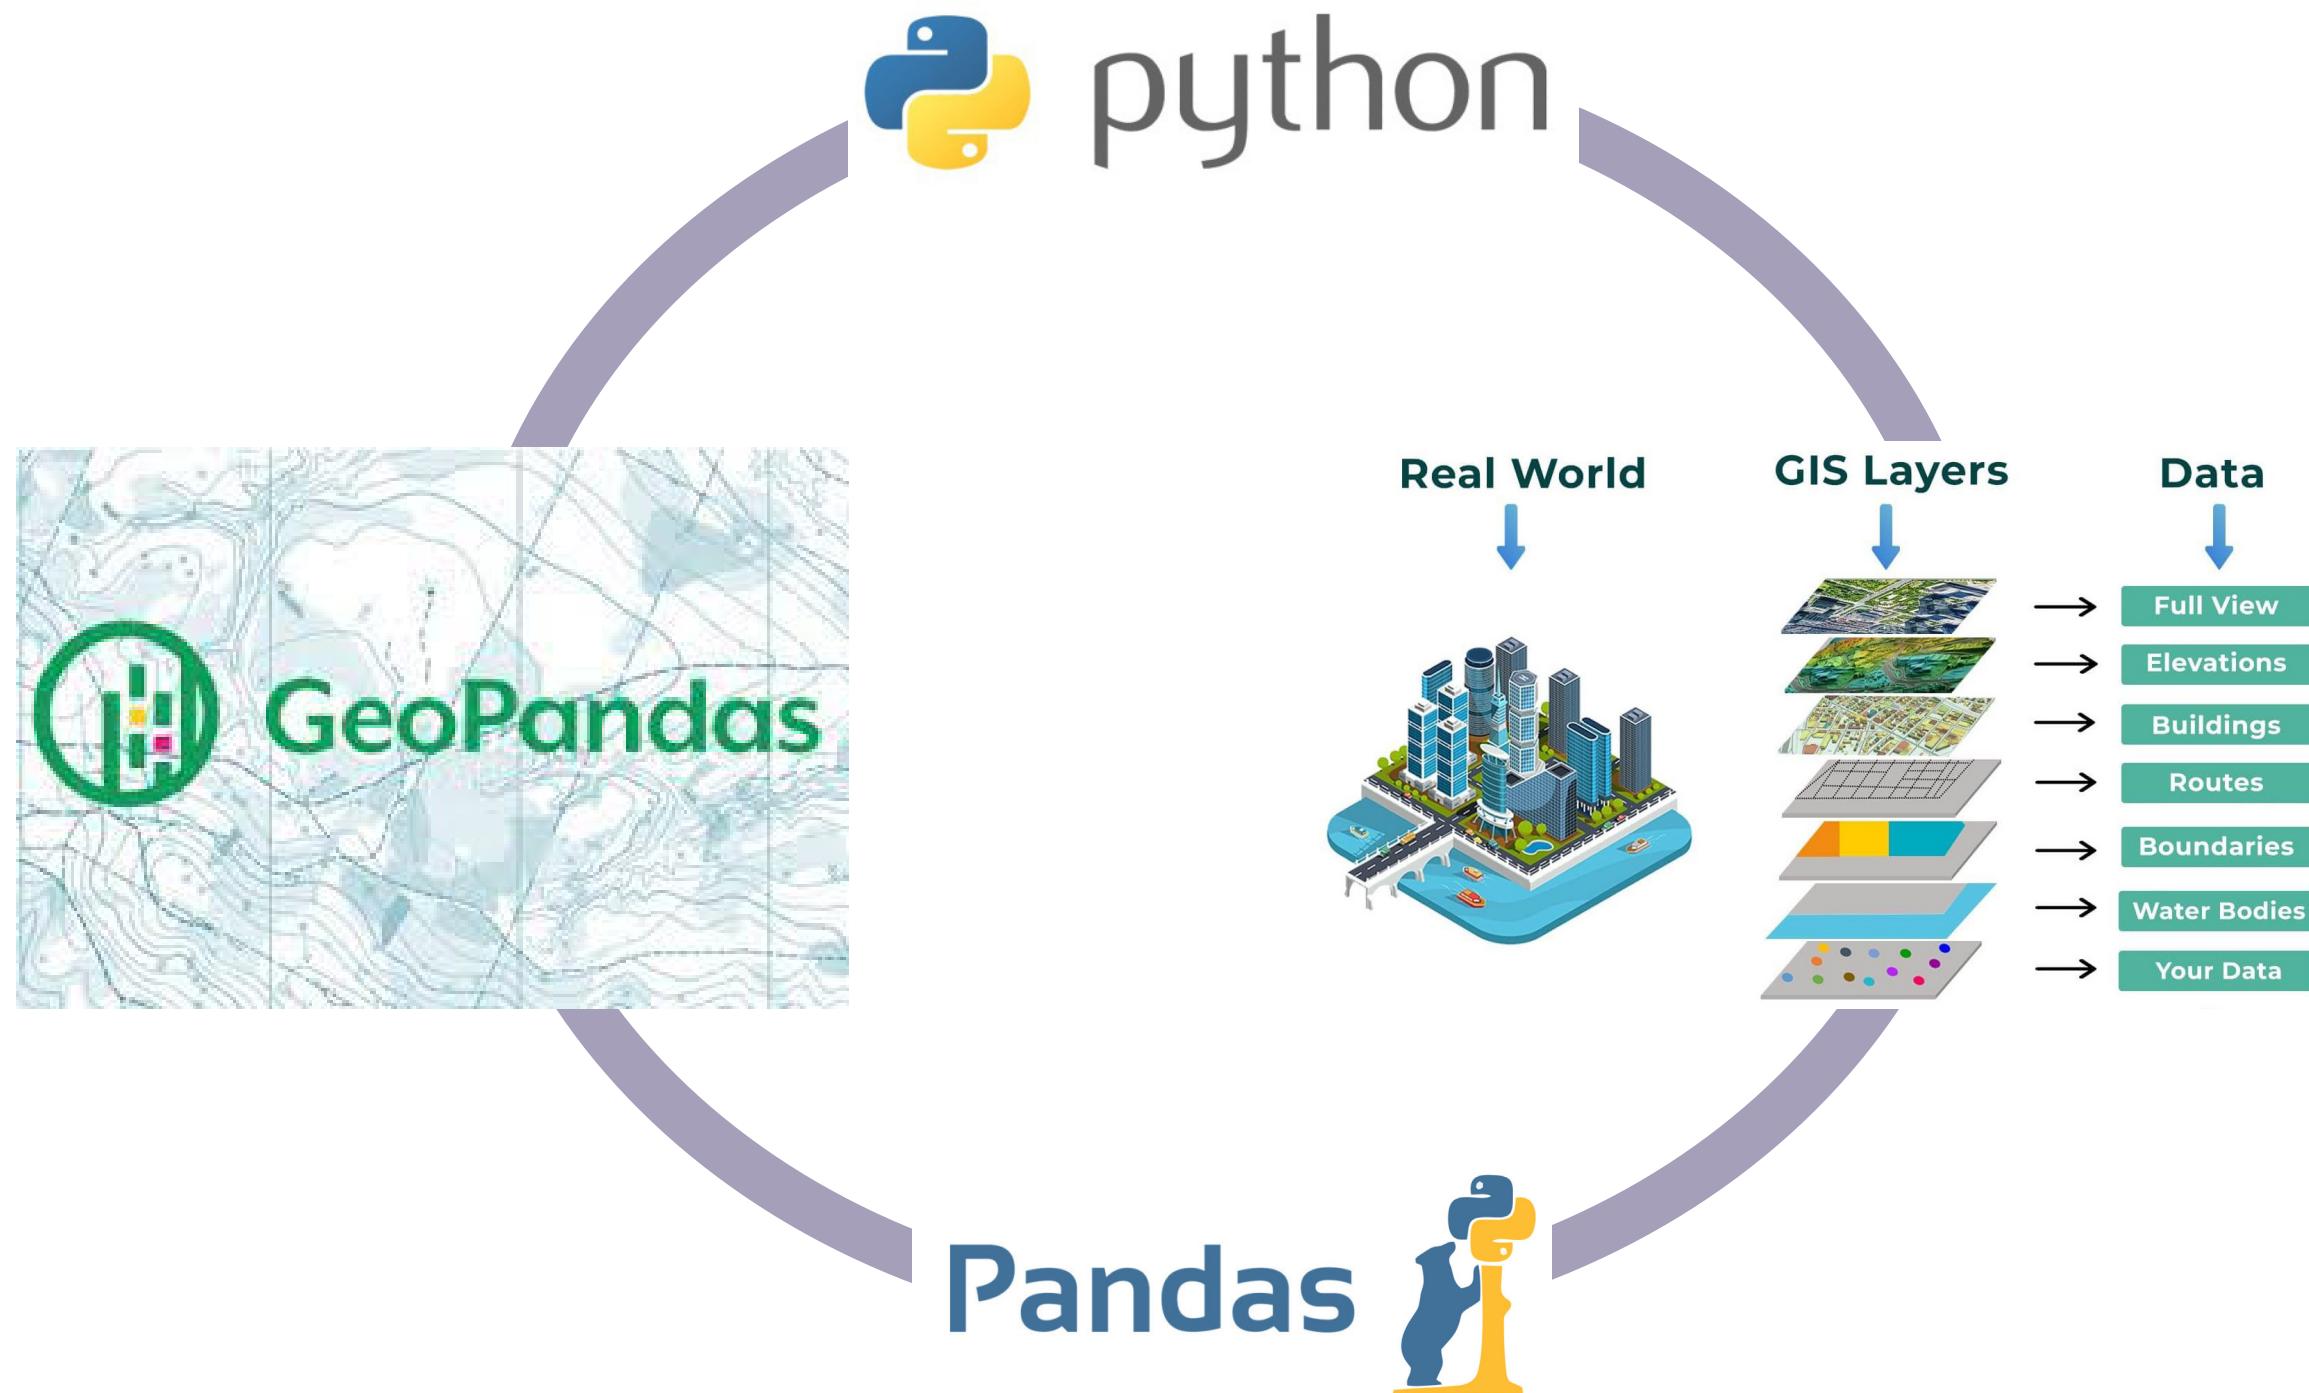 python
GeoPandas
Real World
GIS Layers
Data
Full View
Elevations
Buildings
Routes
Boundaries
Water Bodies
Your Data
Pandas